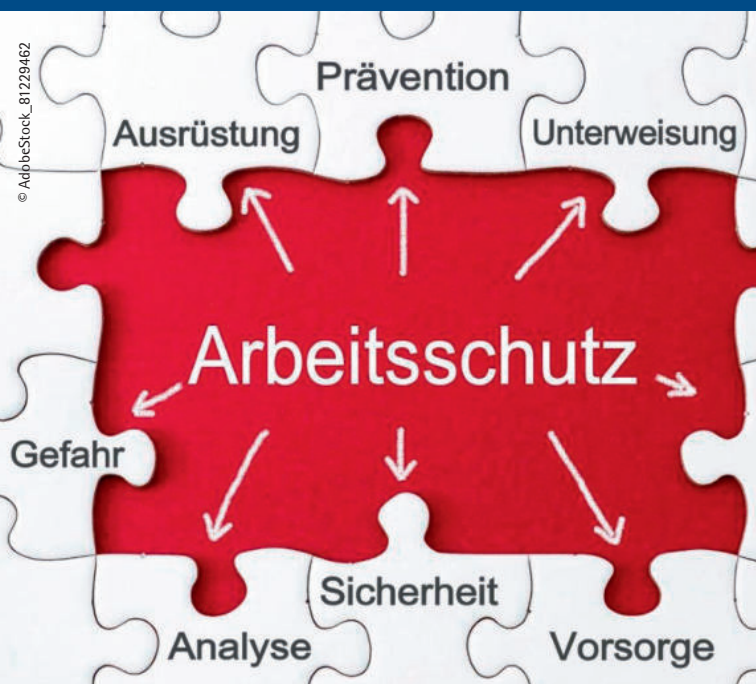 © AdobeStock_81229462
Prävention
Ausrüstung
Unterweisung
Arbeitsschutz
Gefahr
Sicherheit
Analyse
Vorsorge